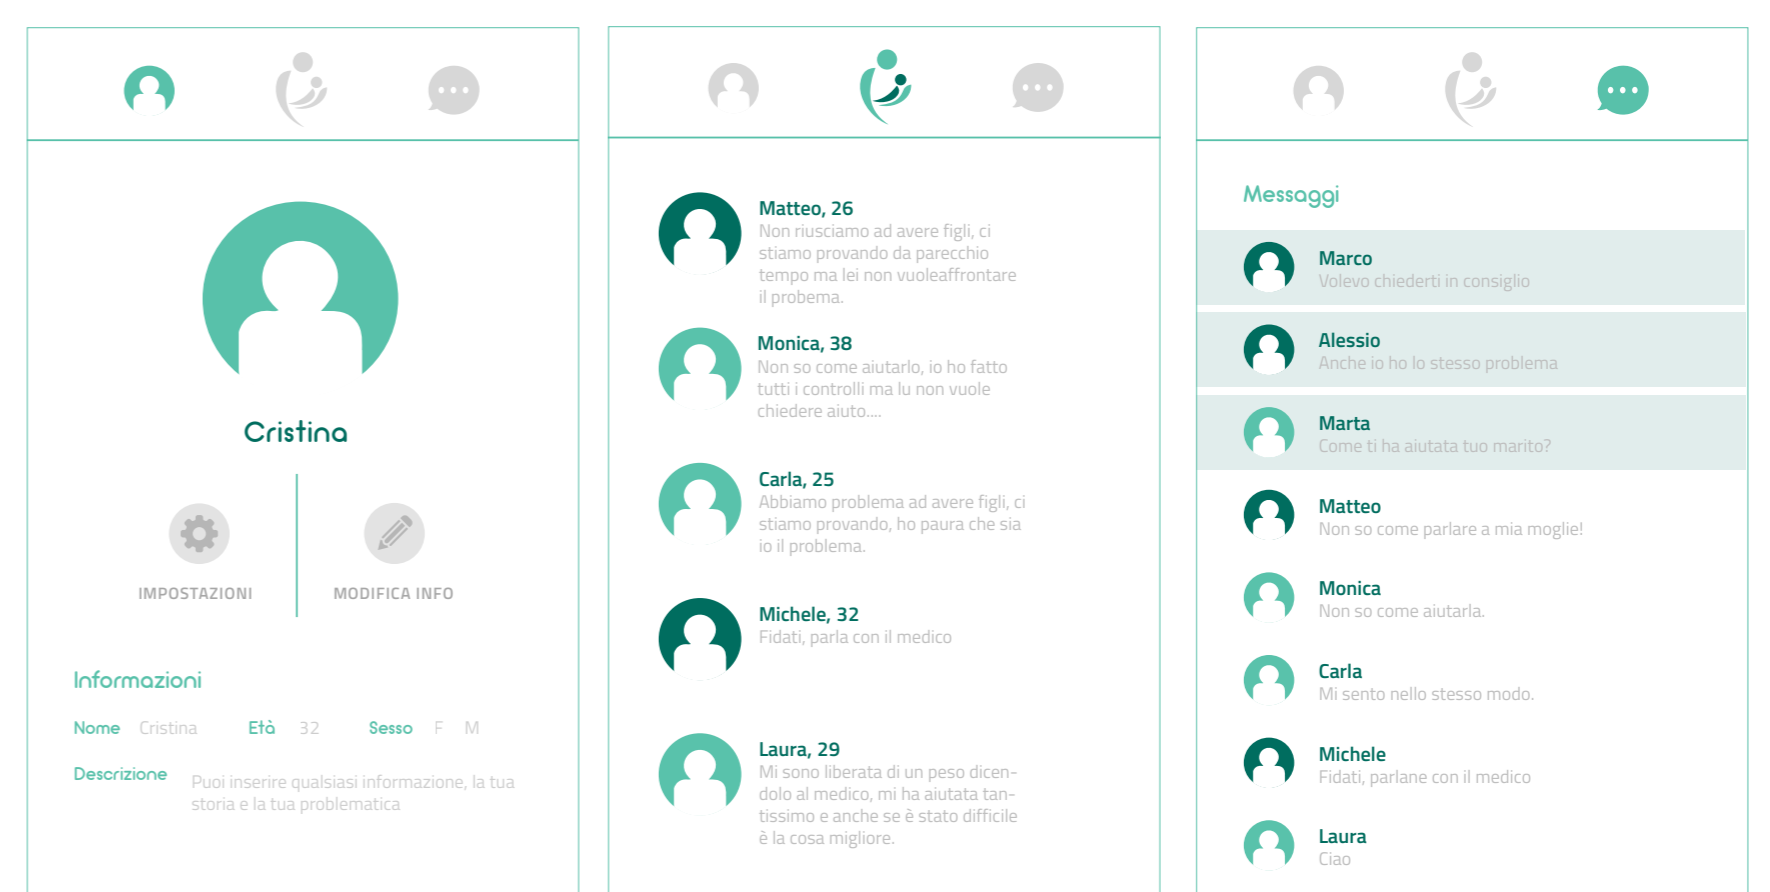 Cristina
IMPOSTAZIONI
MODIFICA INFO
Informazioni
Nome Cristina Età 32 Sesso F M
Descrizione Puoi inserire qualsiasi informazione, la tua
storia e la tua problematica
Matteo, 26
Non riusciamo ad avere figli, ci
stiamo provando da parecchio
tempo ma lei non vuoleaffrontare
il probema.
Monica, 38
Non so come aiutarlo, io ho fatto
tutti i controlli ma lu non vuole
chiedere aiuto....
Carla, 25
Abbiamo problema ad avere figli, ci
stiamo provando, ho paura che sia
io il problema.
Michele, 32
Fidati, parla con il medico
Laura, 29
Mi sono liberata di un peso dicen-
dolo al medico, mi ha aiutata tan-
tissimo e anche se è stato difficile
è la cosa migliore.
Messaggi
Marco
Volevo chiederti in consiglio
Alessio
Anche io ho lo stesso problema
Marta
Come ti ha aiutata tuo marito?
Matteo
Non so come parlare a mia moglie!
Monica
Non so come aiutarla.
Carla
Mi sento nello stesso modo.
Michele
Fidati, parlane con il medico
Laura
Ciao